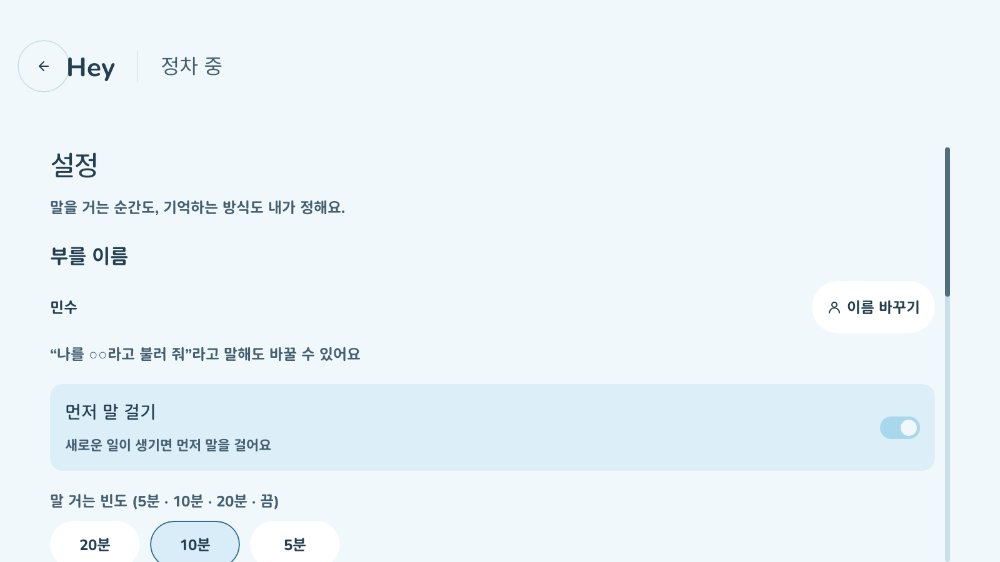 Hey
정차 중
설정
말을 거는 순간도, 기억하는 방식도 내가 정해요.
부를 이름
민수
이름 바꾸기
“나를 ○○라고 불러 줘”라고 말해도 바꿀 수 있어요
먼저 말 걸기
새로운 일이 생기면 먼저 말을 걸어요
말 거는 빈도 (5분 · 10분 · 20분 · 끔)
20분
10분
5분